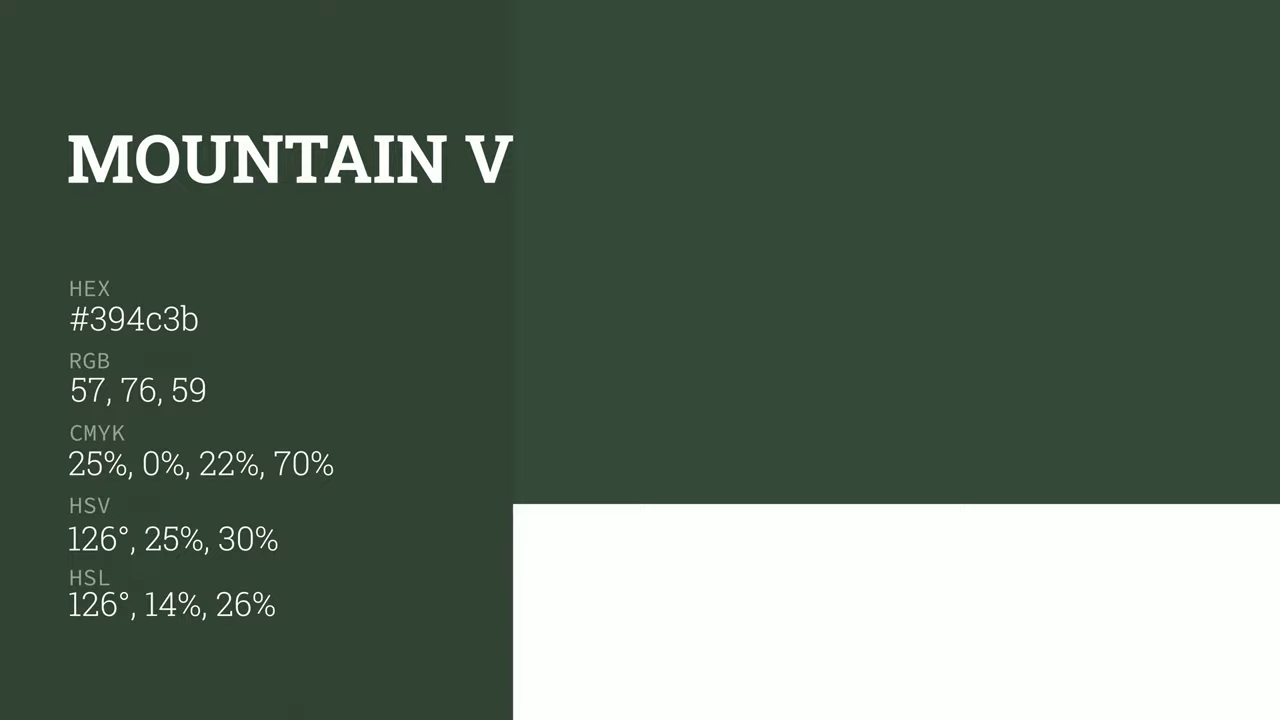 MOUNTAIN V
HEX
#394c3b
RGB
57, 76, 59
CMYK
25%, 0%, 22%, 70%
HSV
126°, 25%, 30%
HSL
126°, 14%, 26%